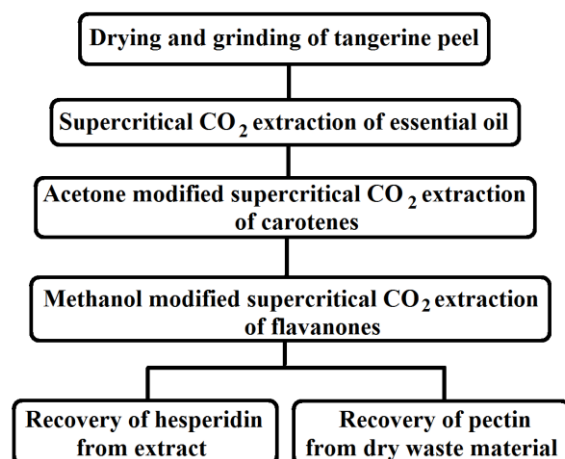 Drying and grinding of tangerine peel
Supercritical CO2 extraction of essential oil
Acetone modified supercritical CO2 extraction
of carotenes
Methanol modified supercritical CO2 extraction
of flavanones
Recovery of hesperidin
from extract
Recovery of pectin
from dry waste material